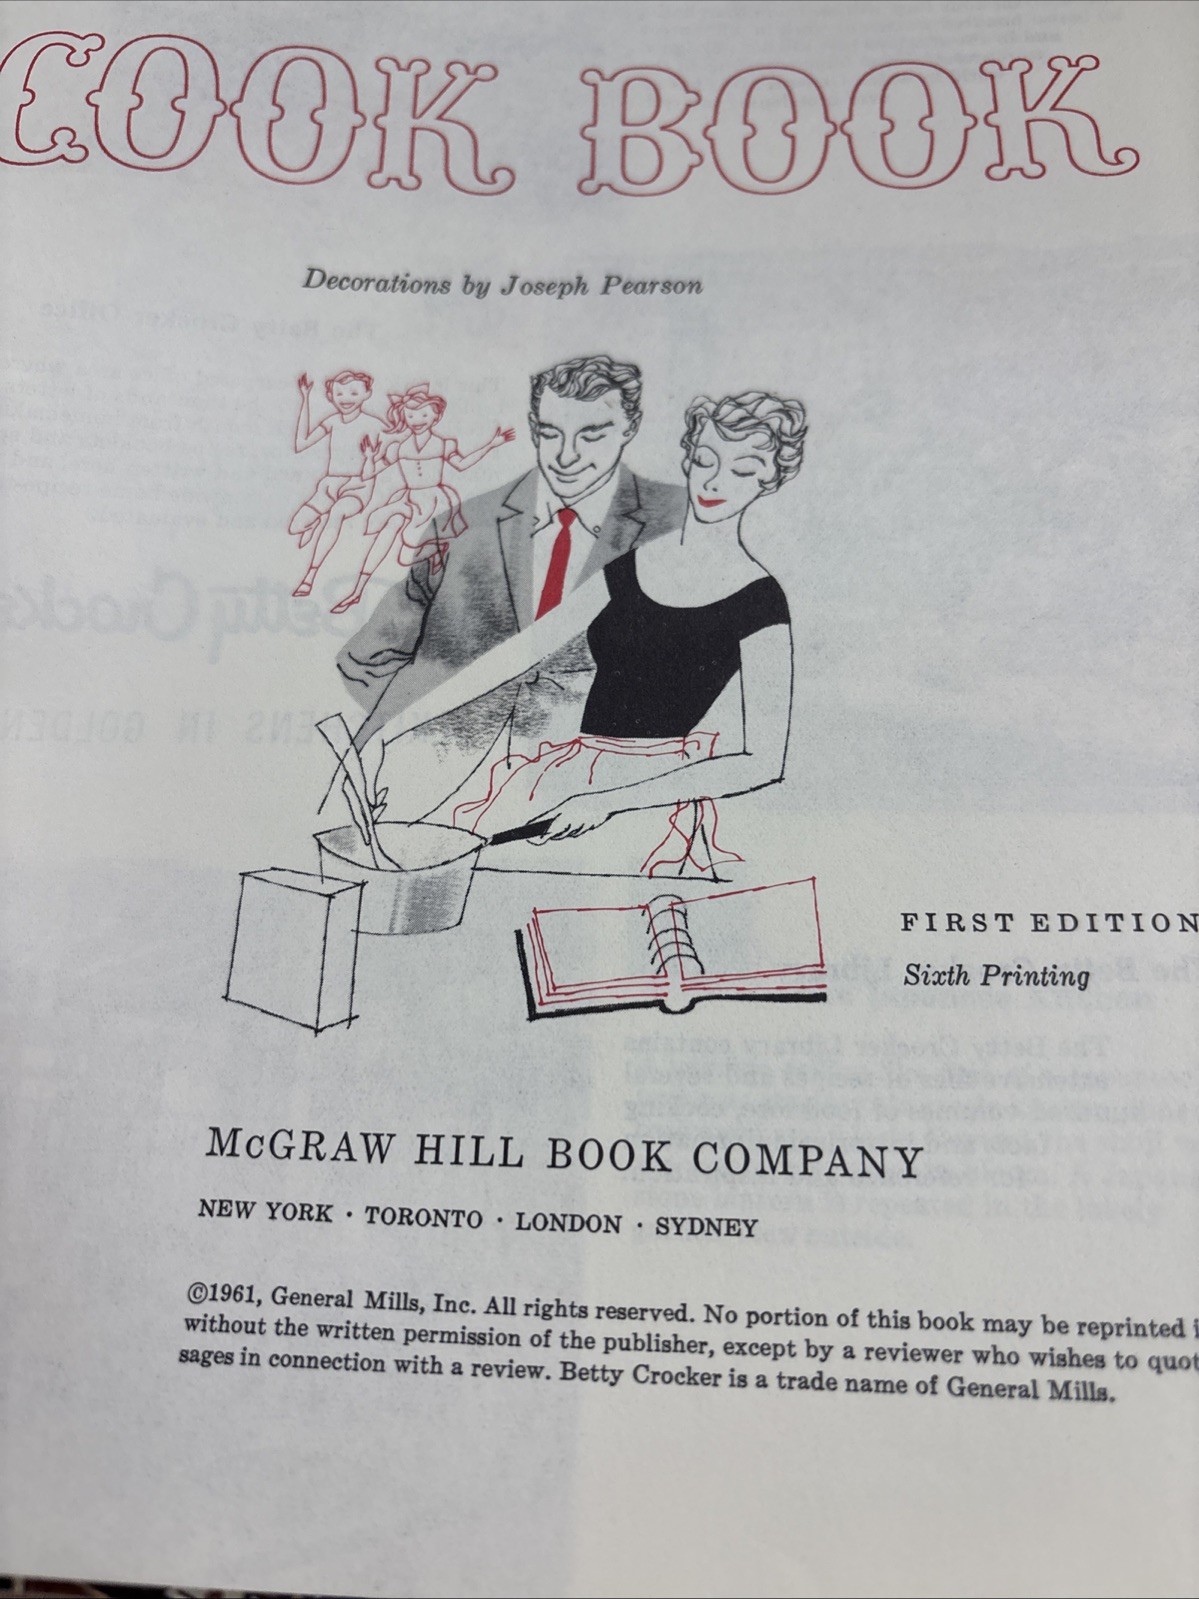 COOK BOOK
Decorations by Joseph Pearson
FIRST EDITION
Sixth Printing
McGRAW HILL BOOK COMPANY
NEW YORK · TORONTO · LONDON · SYDNEY
©1961, General Mills, Inc. All rights reserved. No portion of this book may be reprinted
without the written permission of the publisher, except by a reviewer who wishes to quot
sages in connection with a review. Betty Crocker is a trade name of General Mills.